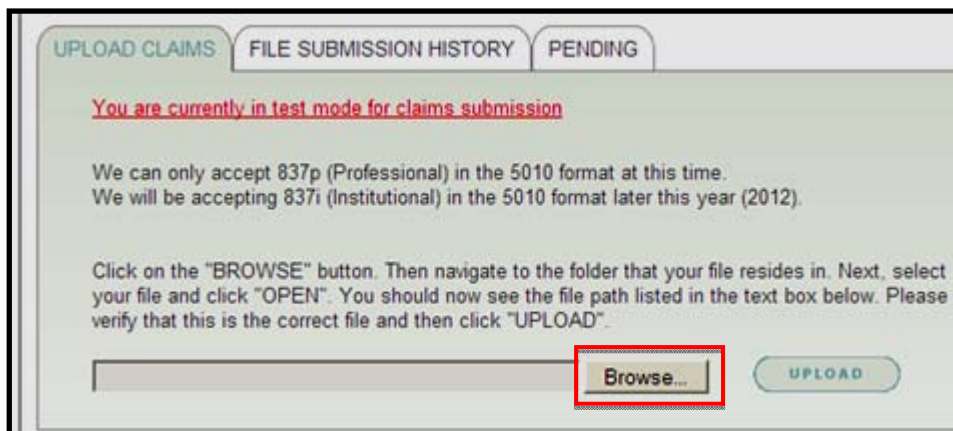 UPLOAD CLAIMS FILE SUBMISSION HISTORY PENDING
You are currently in test mode for claims submission
We can only accept 837p (Professional) in the 5010 format at this time.
We will be accepting 837i (Institutional) in the 5010 format later this year (2012).
Click on the "BROWSE" button. Then navigate to the folder that your file resides in. Next, select
your file and click "OPEN". You should now see the file path listed in the text box below. Please
verify that this is the correct file and then click "UPLOAD".
Browse... UPLOAD